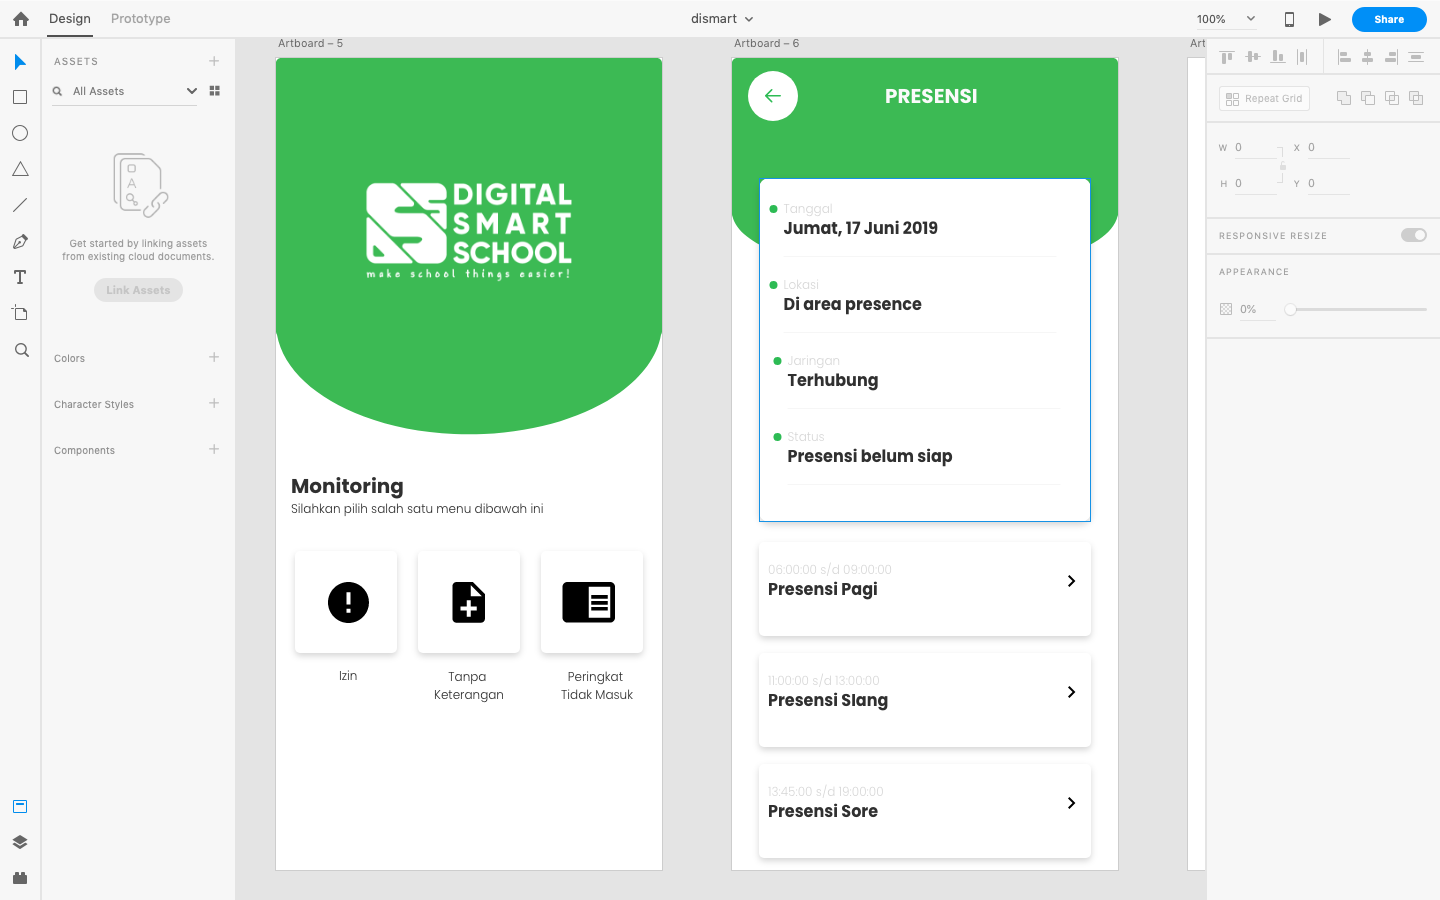 Design
Prototype
dismart
100%
Share
ASSETS
All Assets
Get started by linking assets
from existing cloud documents.
Link Assets
Colors
Character Styles
Components
Artboard – 5
DIGITAL
SMART
SCHOOL
make school things easier!
Monitoring
Silahkan pilih salah satu menu dibawah ini
Izin
Tanpa
Keterangan
Peringkat
Tidak Masuk
Artboard – 6
PRESENSI
Tanggal
Jumat, 17 Juni 2019
Lokasi
Di area presence
Jaringan
Terhubung
Status
Presensi belum siap
06:00:00 s/d 09:00:00
Presensi Pagi
11:00:00 s/d 13:00:00
Presensi SIang
13:45:00 s/d 19:00:00
Presensi Sore
Art
Repeat Grid
W 0
X 0
H 0
Y 0
RESPONSIVE RESIZE
APPEARANCE
0%